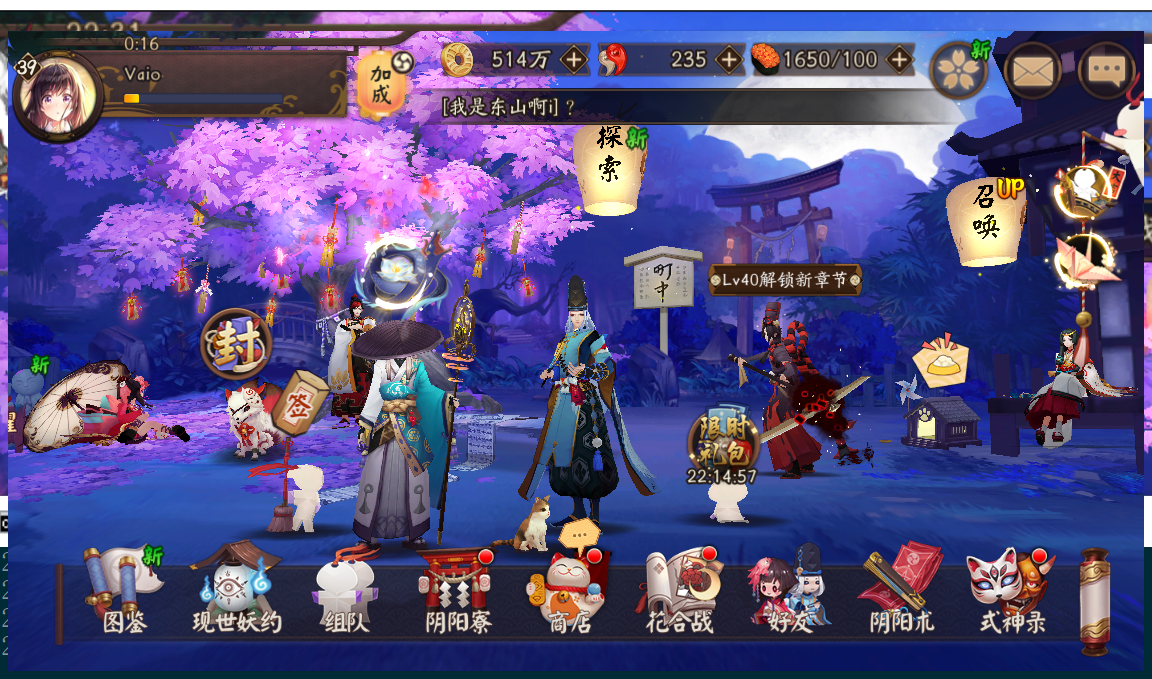 0:16
39
Vaio
加成
514万
235
1650/100
新
[我是东山啊i]？
探索
新
召唤
UP
町中
Lv40解锁新章节
封
签
新
限时礼包
22:14:57
新
图鉴
现世妖约
组队
阴阳寮
商店
花合战
好友
阴阳术
式神录